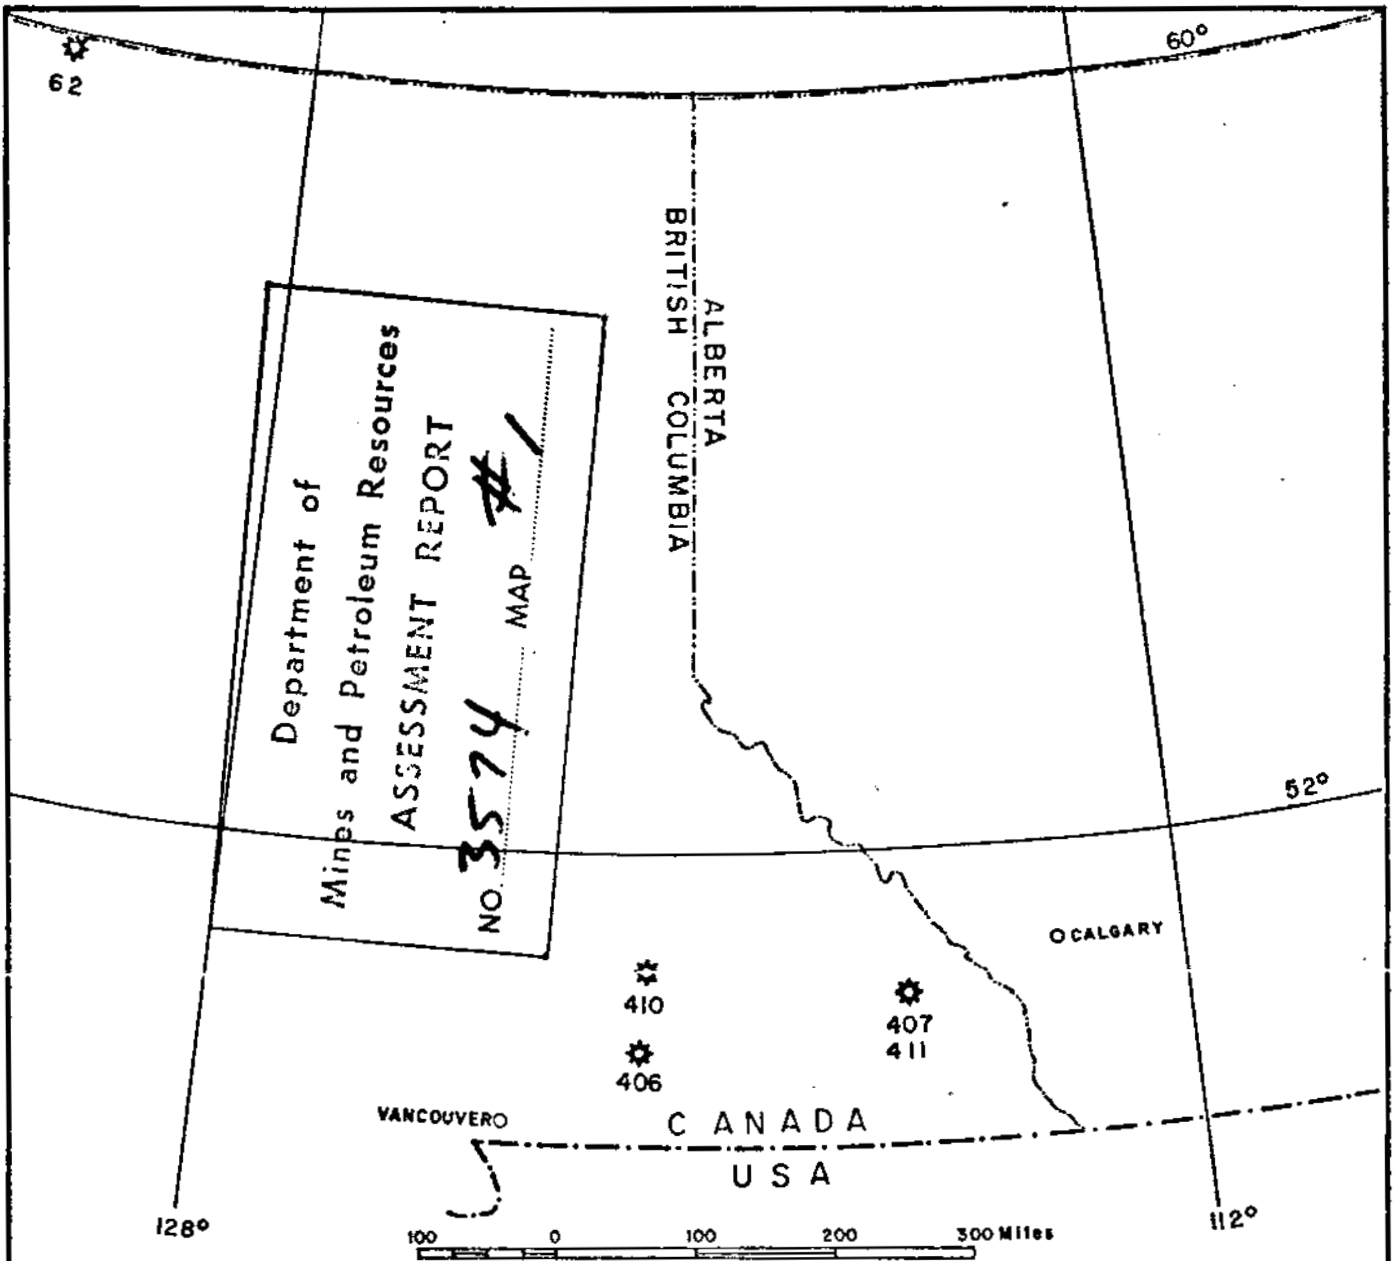 60°
62
BRITISH COLUMBIA
ALBERTA
Department of
Mines and Petroleum Resources
ASSESSMENT REPORT
NO. 3574 MAP #1
52°
CALGARY
410
407
411
406
VANCOUVER
CANADA
USA
128°
112°
100 0 100 200 300 Miles